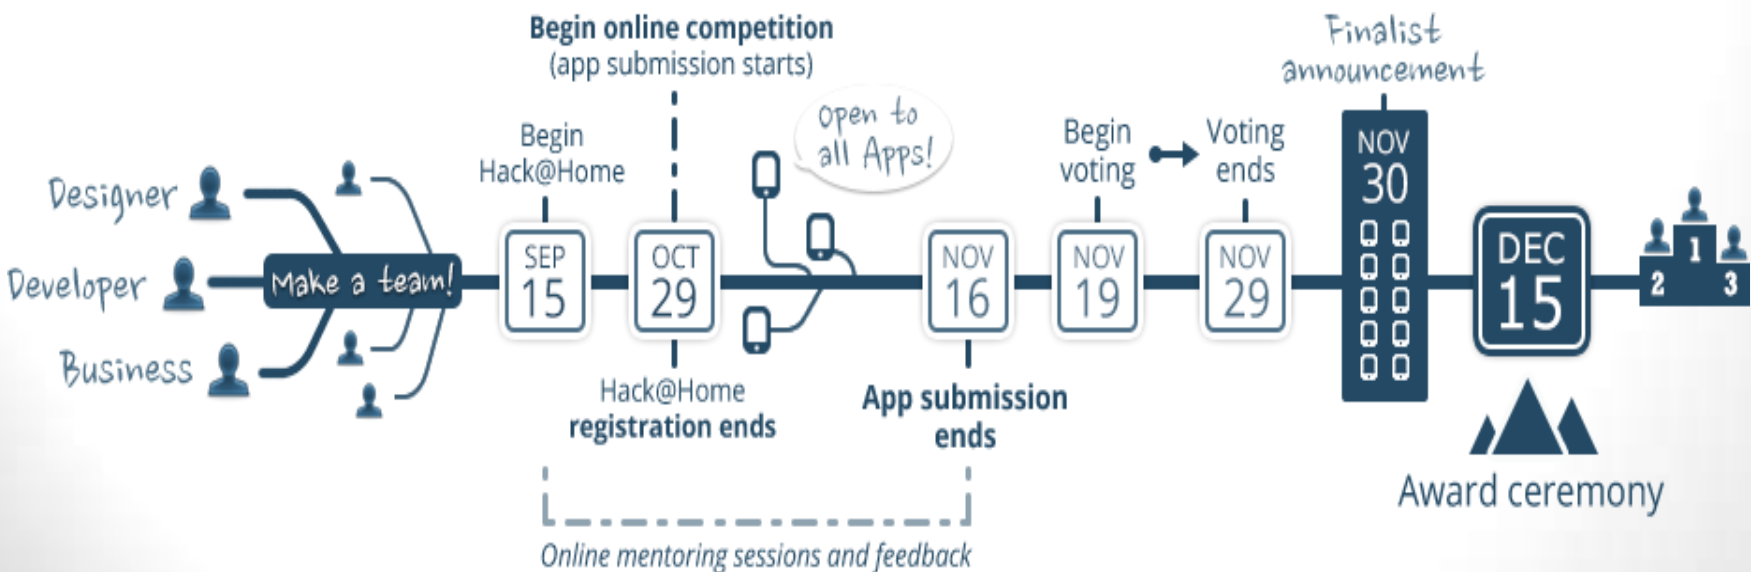 Designer
Developer
Business
Make a team!
Begin
Hack@Home
SEP
15
Begin online competition
(app submission starts)
OCT
29
Hack@Home
registration ends
Open to
all Apps!
NOV
16
App submission
ends
Online mentoring sessions and feedback
Begin
voting
NOV
19
Voting
ends
NOV
29
Finalist
announcement
NOV
30
DEC
15
Award ceremony
1
2
3